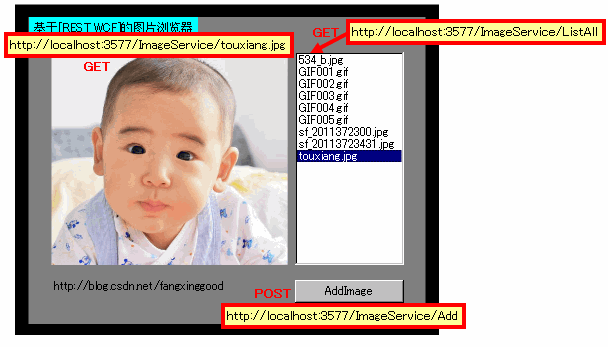 基于[REST WCF]的图片浏览器
http://localhost:3577/ImageService/touxiang.jpg
GET
GET
http://localhost:3577/ImageService/ListAll
534_b.jpg
GIF001.gif
GIF002.gif
GIF003.gif
GIF004.gif
GIF005.gif
sf_2011372300.jpg
sf_20113723431.jpg
touxiang.jpg
http://blog.csdn.net/fangxinggood
POST
AddImage
http://localhost:3577/ImageService/Add